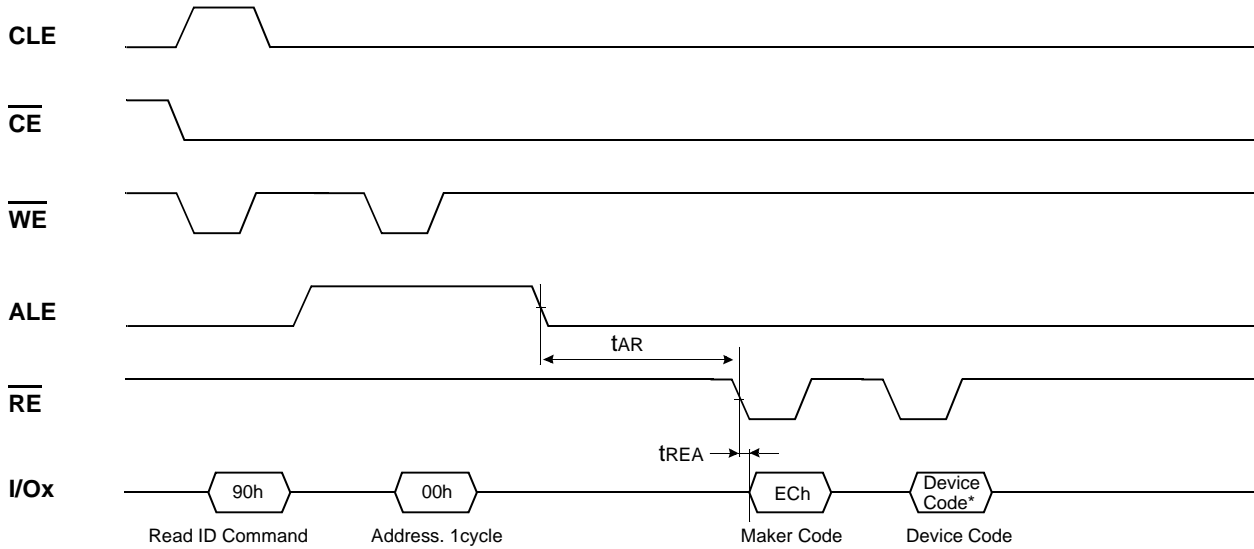 CLE
CE
WE
ALE
tAR
RE
tREA
I/Ox
90h
00h
ECh
Device
Code*
Read ID Command
Address. 1cycle
Maker Code
Device Code